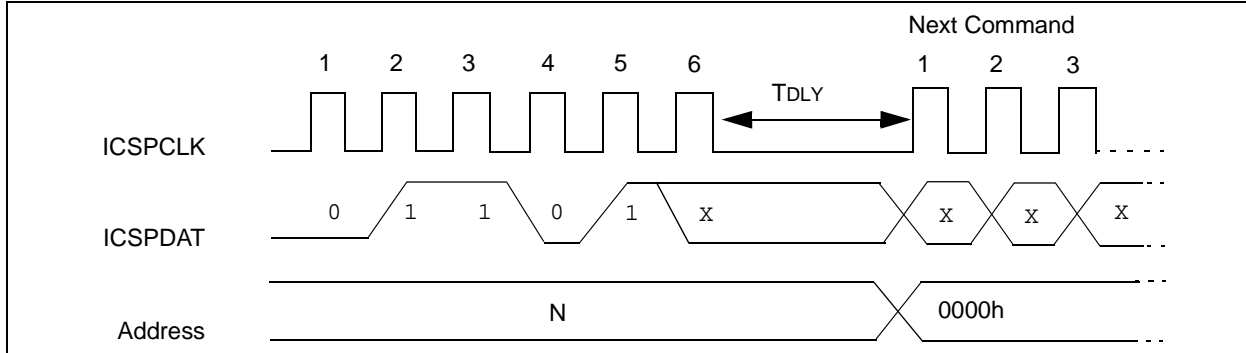 Next Command
1 2 3 4 5 6 TDLY 1 2 3
ICSPCLK
0 1 1 0 1 x x x x
ICSPDAT
N 0000h
Address